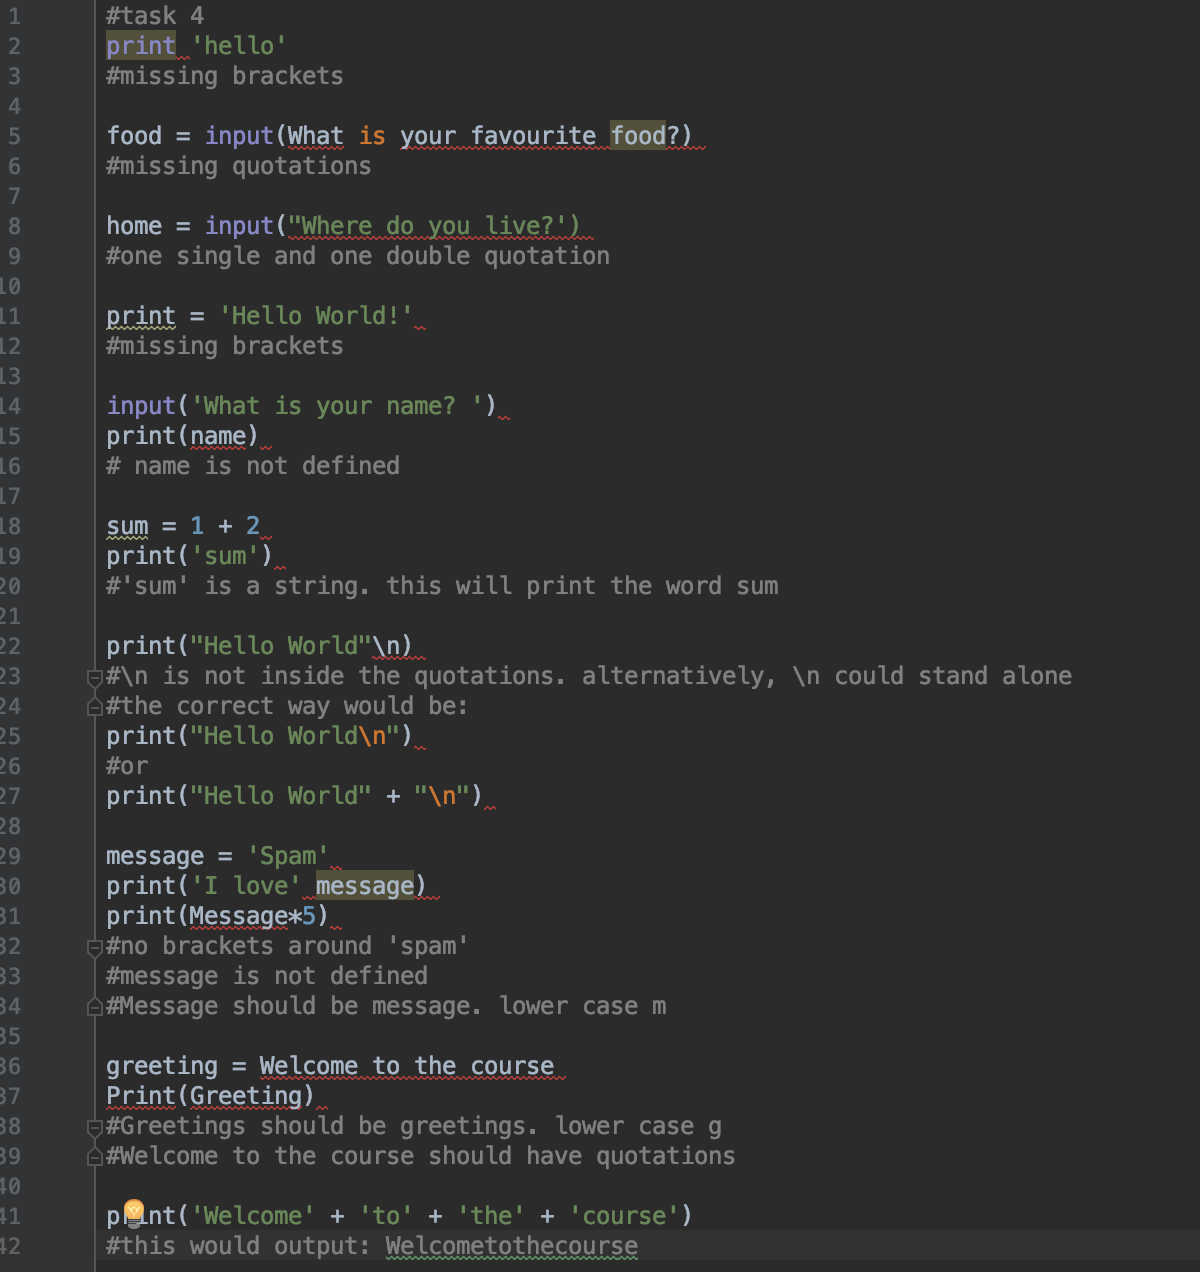 1 #task 4
2 print 'hello'
3 #missing brackets
4
5 food = input(What is your favourite food?)
6 #missing quotations
7
8 home = input("Where do you live?')
9 #one single and one double quotation
10
11 print = 'Hello World!'
12 #missing brackets
13
14 input('What is your name? ')
15 print(name)
16 # name is not defined
17
18 sum = 1 + 2
19 print('sum')
20 #'sum' is a string. this will print the word sum
21
22 print("Hello World"\n)
23 #\n is not inside the quotations. alternatively, \n could stand alone
24 #the correct way would be:
25 print("Hello World\n")
26 #or
27 print("Hello World" + "\n")
28
29 message = 'Spam'
30 print('I love' message)
31 print(Message*5)
32 #no brackets around 'spam'
33 #message is not defined
34 #Message should be message. lower case m
35
36 greeting = Welcome to the course
37 Print(Greeting)
38 #Greetings should be greetings. lower case g
39 #Welcome to the course should have quotations
40
41 print('Welcome' + 'to' + 'the' + 'course')
42 #this would output: Welcometothecourse